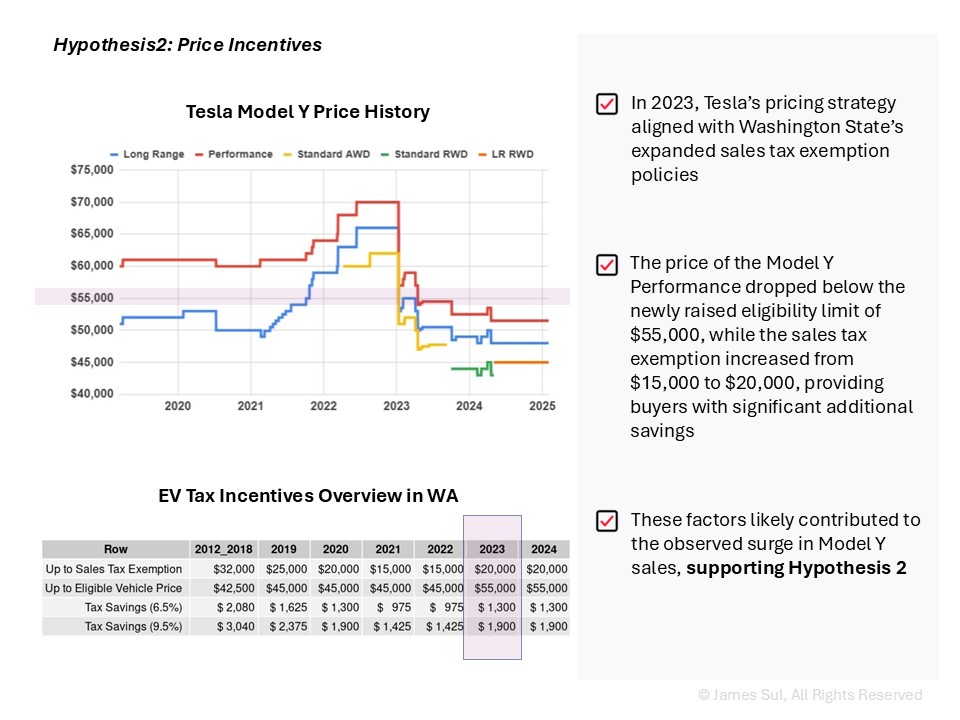 Hypothesis2: Price Incentives
Tesla Model Y Price History
Long Range Performance Standard AWD Standard RWD LR RWD
$75,000
$70,000
$65,000
$60,000
$55,000
$50,000
$45,000
$40,000
2020 2021 2022 2023 2024 2025
EV Tax Incentives Overview in WA
Row 2012_2018 2019 2020 2021 2022 2023 2024
Up to Sales Tax Exemption $32,000 $25,000 $20,000 $15,000 $15,000 $20,000 $20,000
Up to Eligible Vehicle Price $42,500 $45,000 $45,000 $45,000 $45,000 $55,000 $55,000
Tax Savings (6.5%) $ 2,080 $ 1,625 $ 1,300 $ 975 $ 975 $ 1,300 $ 1,300
Tax Savings (9.5%) $ 3,040 $ 2,375 $ 1,900 $ 1,425 $ 1,425 $ 1,900 $ 1,900
In 2023, Tesla’s pricing strategy
aligned with Washington State’s
expanded sales tax exemption
policies
The price of the Model Y
Performance dropped below the
newly raised eligibility limit of
$55,000, while the sales tax
exemption increased from
$15,000 to $20,000, providing
buyers with significant additional
savings
These factors likely contributed to
the observed surge in Model Y
sales, supporting Hypothesis 2
© James Sul, All Rights Reserved